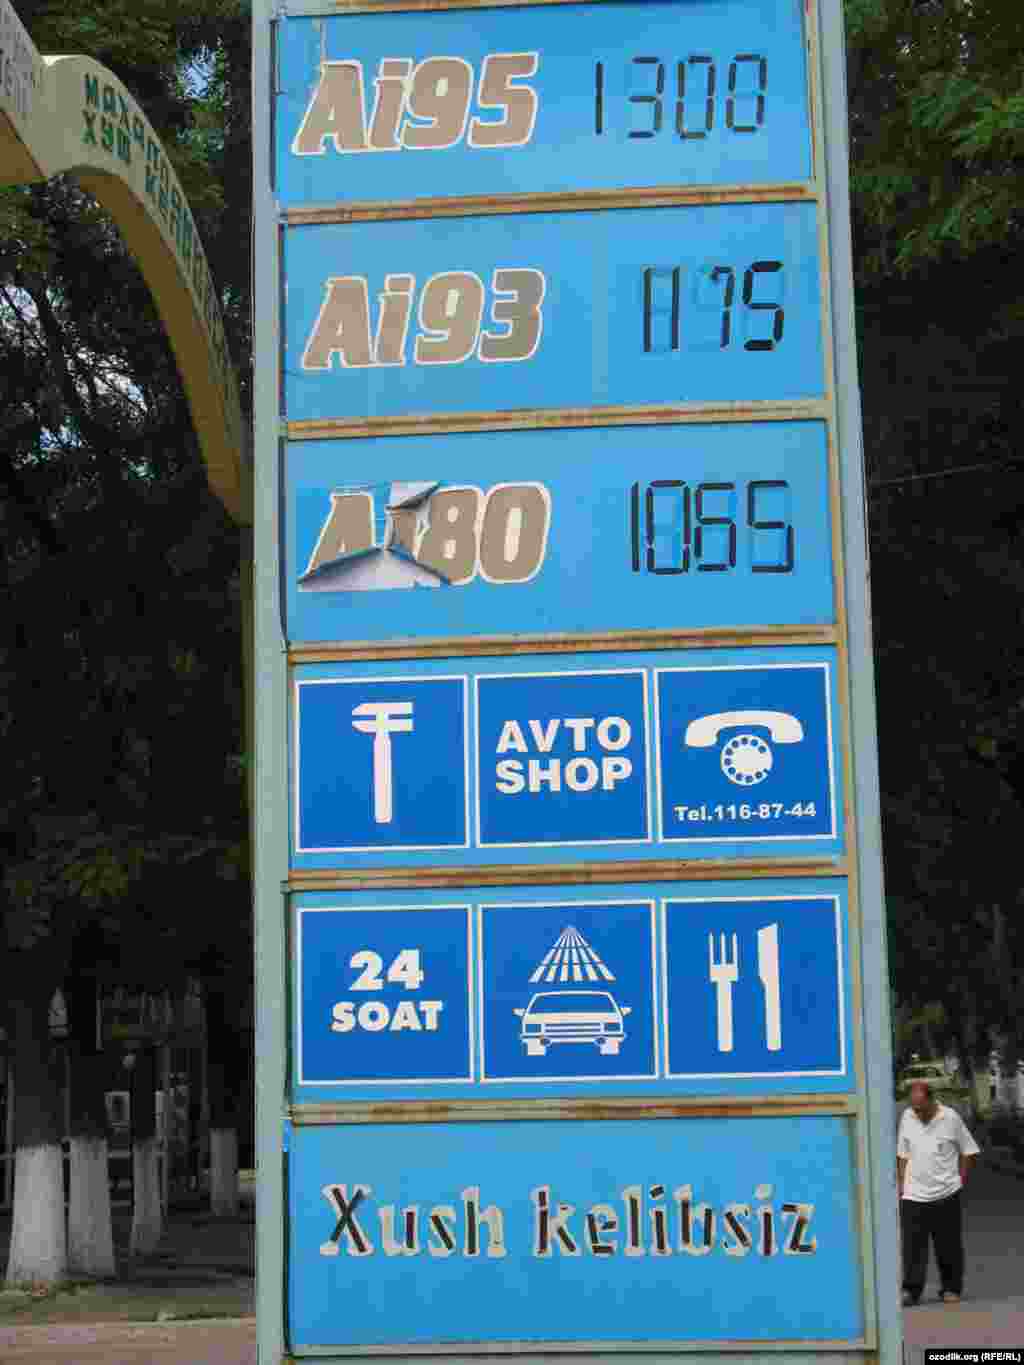 Ai95 1300
Ai93 1175
Ai80 1065
AVTO
SHOP
Tel.116-87-44
24
SOAT
Xush kelibsiz
ozodlik.org (RFE/RL)